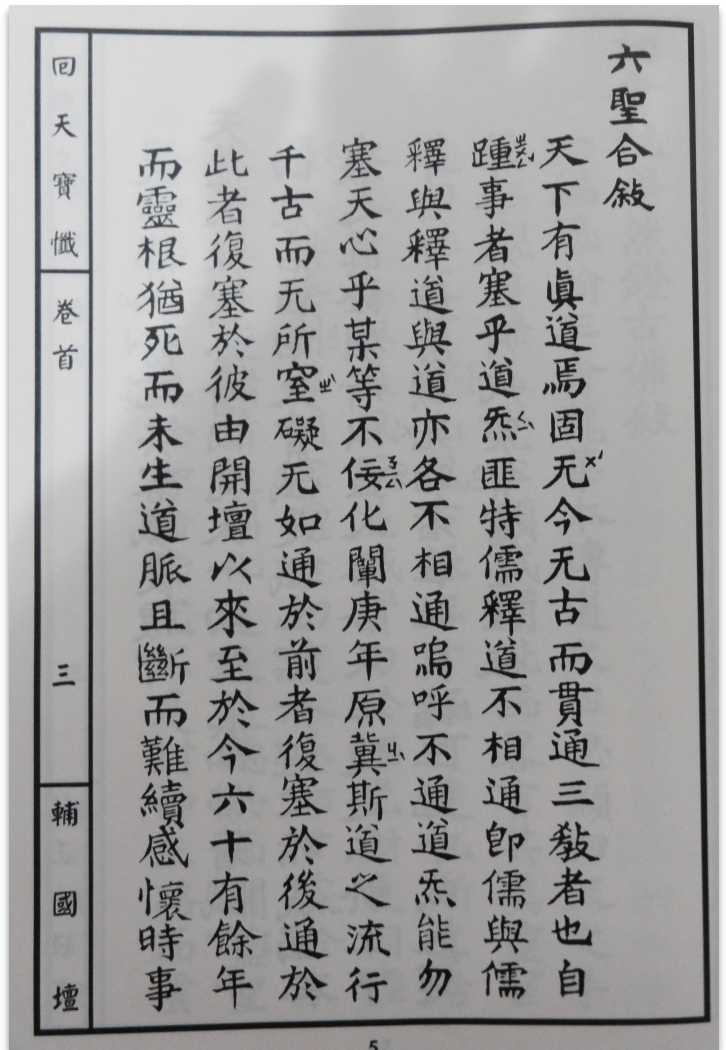 六聖合敍
天下有眞道焉固无今无古而貫通三敎者也自
踵事者塞乎道炁匪特儒釋道不相通卽儒與儒
釋與釋道與道亦各不相通嗚呼不通道炁能勿
塞天心乎某等不佞化闡庚年原冀斯道之流行
千古而无所窒礙无如通於前者復塞於後通於
此者復塞於彼由開壇以來至於今六十有餘年
而靈根猶死而未生道脈且斷而難續感懷時事
回天寶懺
卷首
三
輔國壇
5